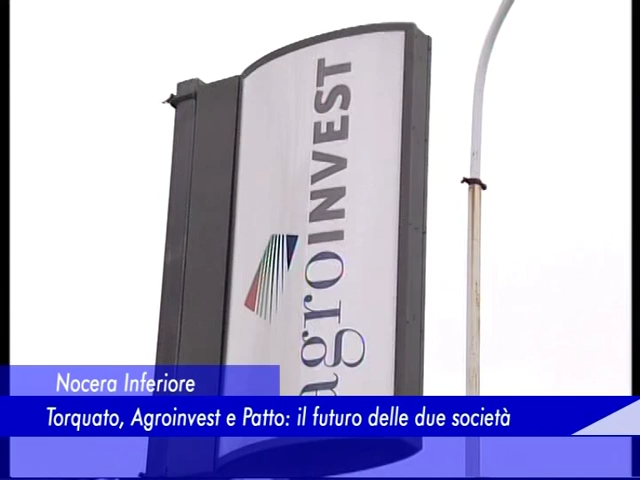 agroINVEST
Nocera Inferiore
Torquato, Agroinvest e Patto: il futuro delle due società